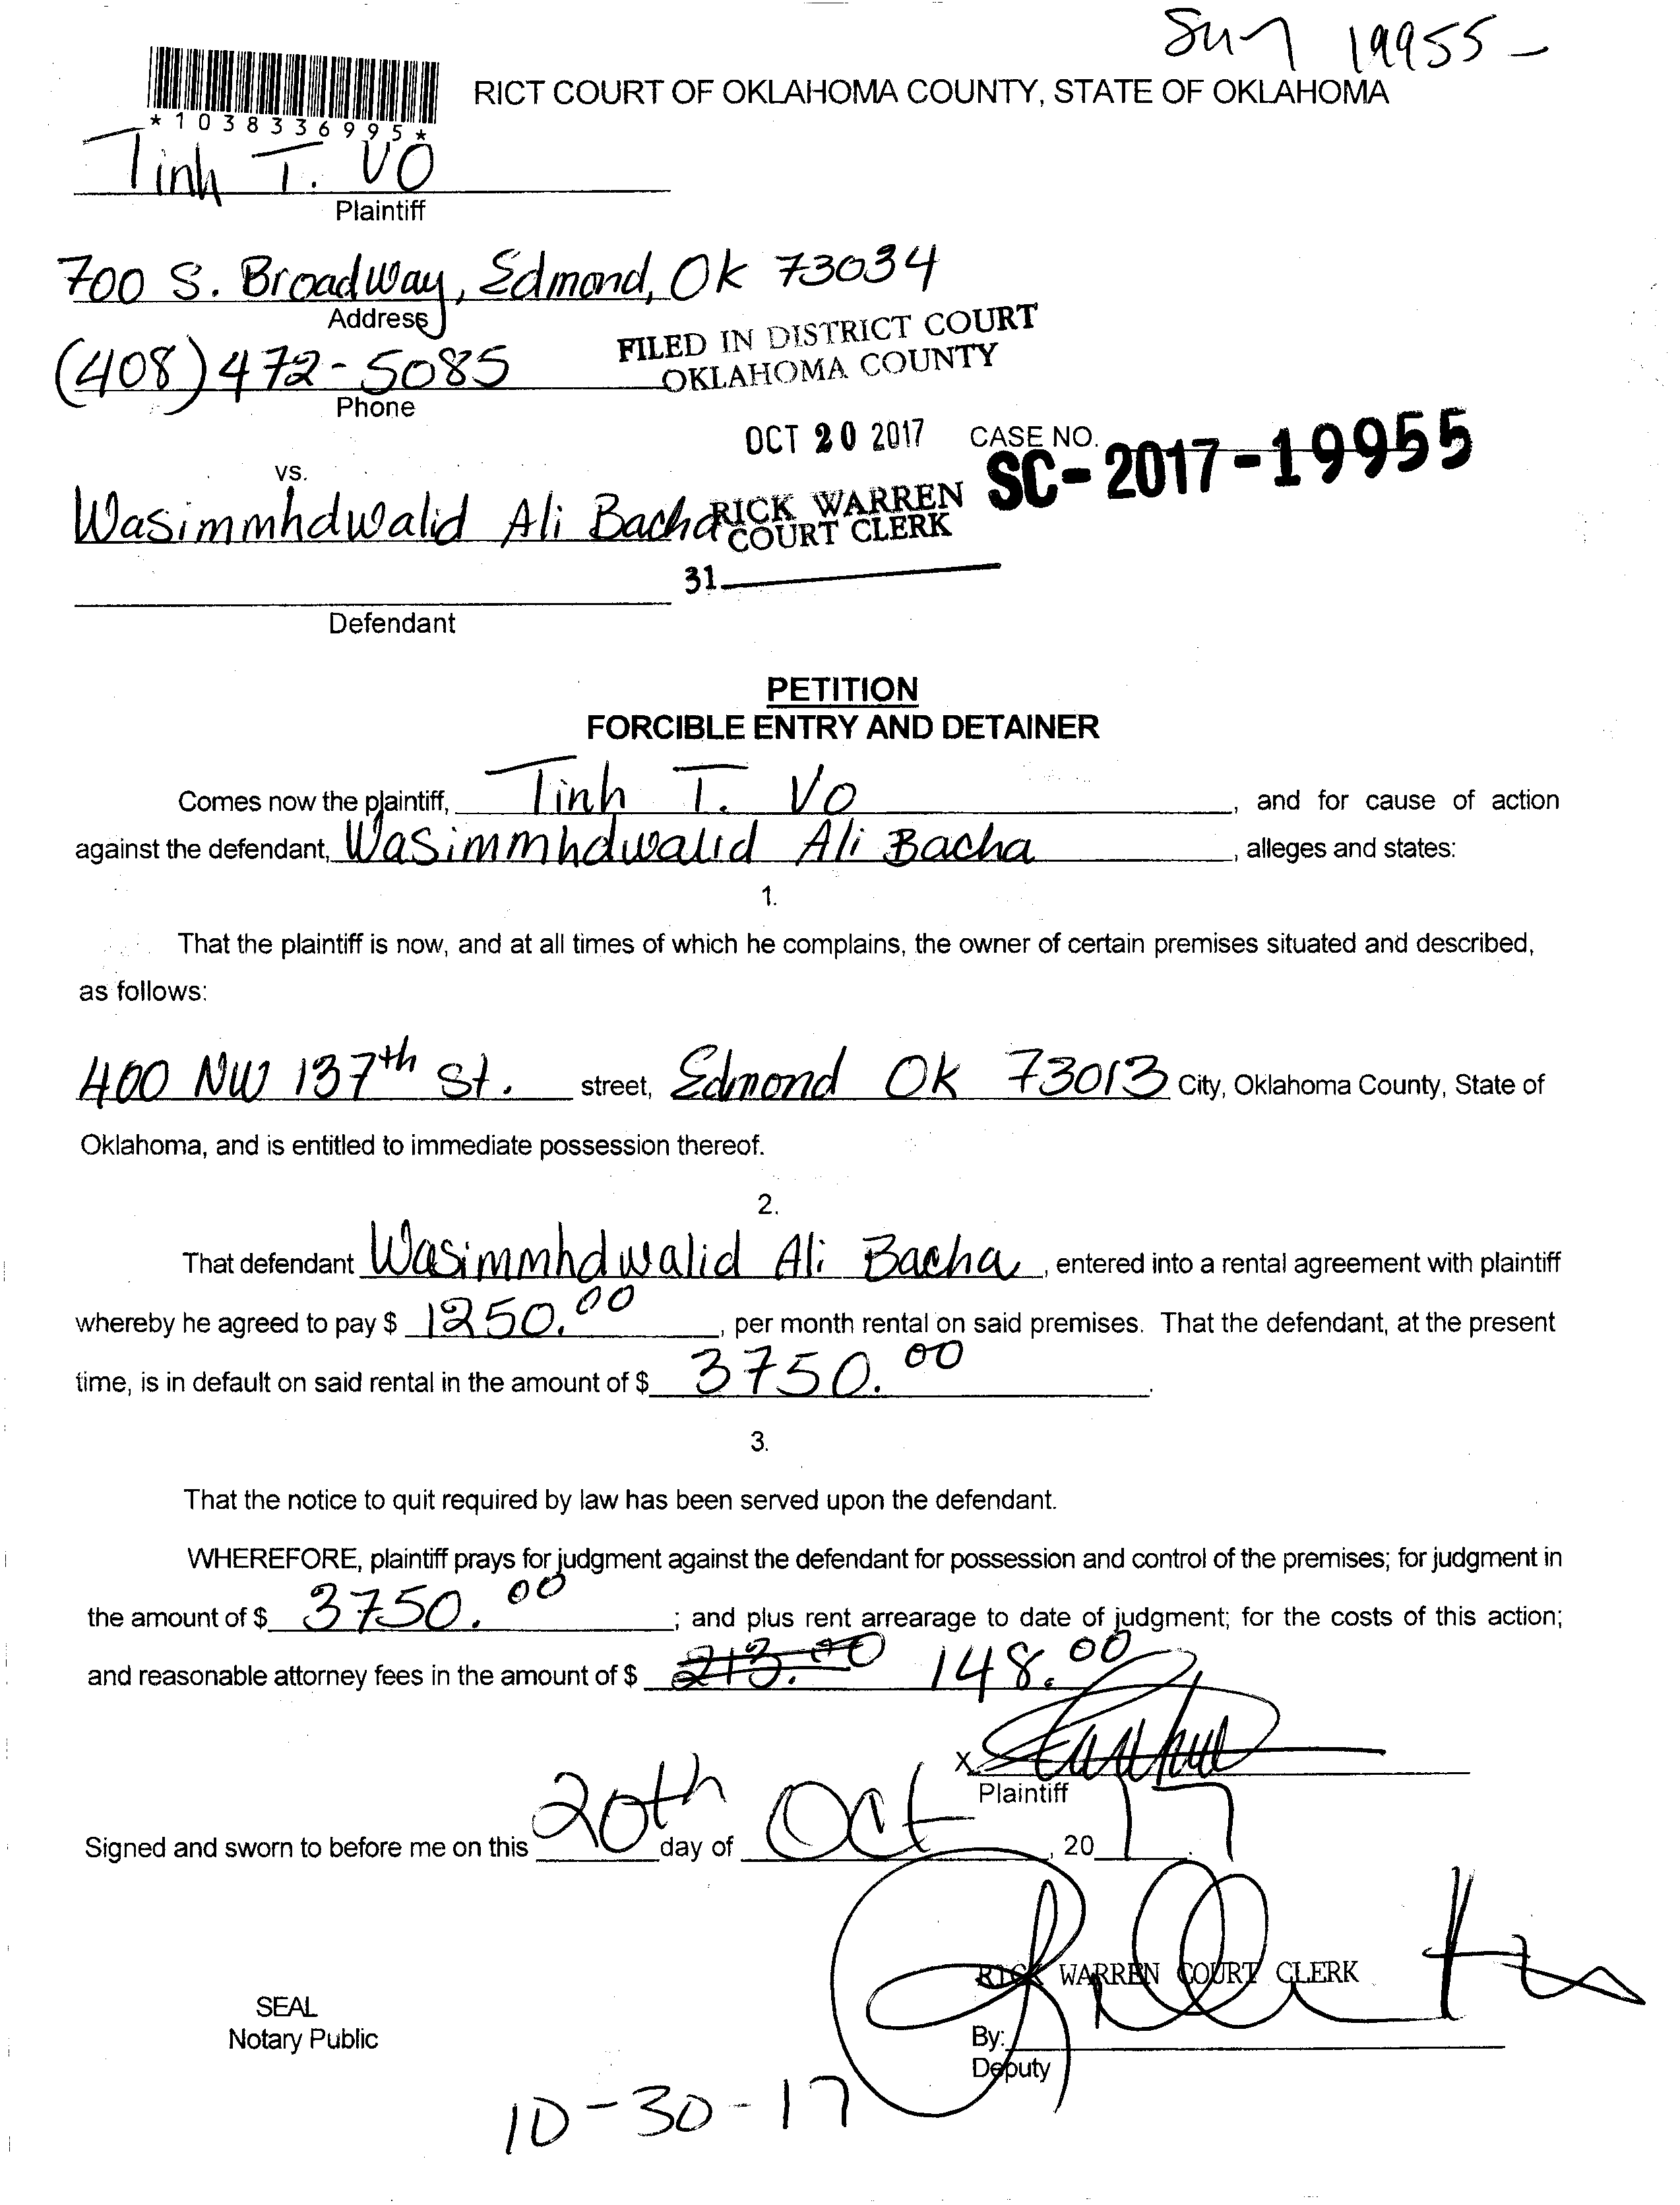 19955 -
RICT COURT OF OKLAHOMA COUNTY, STATE OF OKLAHOMA
*1038336995*
Tinh T. VO
Plaintiff
700 S. Broadway, Edmond, Ok 73034
Address
(408) 472-5085
Phone
FILED IN DISTRICT COURT
OKLAHOMA COUNTY
OCT 20 2017
CASE NO.
SC-2017-19955
vs.
Wasimmhdwalid Ali Bacha
RICK WARREN
COURT CLERK
31
Defendant
PETITION
FORCIBLE ENTRY AND DETAINER
Comes now the plaintiff, Tinh T. Vo, and for cause of action
against the defendant, Wasimmhdwalid Ali Bacha, alleges and states:
1.
That the plaintiff is now, and at all times of which he complains, the owner of certain premises situated and described,
as follows:
400 NW 137th St. street, Edmond Ok 73013 City, Oklahoma County, State of
Oklahoma, and is entitled to immediate possession thereof.
2.
That defendant Wasimmhdwalid Ali Bacha, entered into a rental agreement with plaintiff
whereby he agreed to pay $ 1250.00, per month rental on said premises. That the defendant, at the present
time, is in default on said rental in the amount of $ 3750.00.
3.
That the notice to quit required by law has been served upon the defendant.
WHEREFORE, plaintiff prays for judgment against the defendant for possession and control of the premises; for judgment in
the amount of $ 3750.00; and plus rent arrearage to date of judgment; for the costs of this action;
and reasonable attorney fees in the amount of $ 213.00 148.00
X
Plaintiff
Signed and sworn to before me on this 20th day of Oct, 2017.
RICK WARREN COURT CLERK
SEAL
Notary Public
By:
Deputy
10-30-17